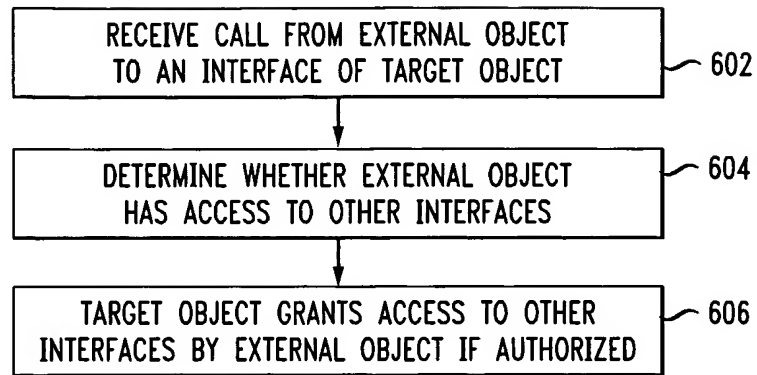 RECEIVE CALL FROM EXTERNAL OBJECT
TO AN INTERFACE OF TARGET OBJECT
602
DETERMINE WHETHER EXTERNAL OBJECT
HAS ACCESS TO OTHER INTERFACES
604
TARGET OBJECT GRANTS ACCESS TO OTHER
INTERFACES BY EXTERNAL OBJECT IF AUTHORIZED
606